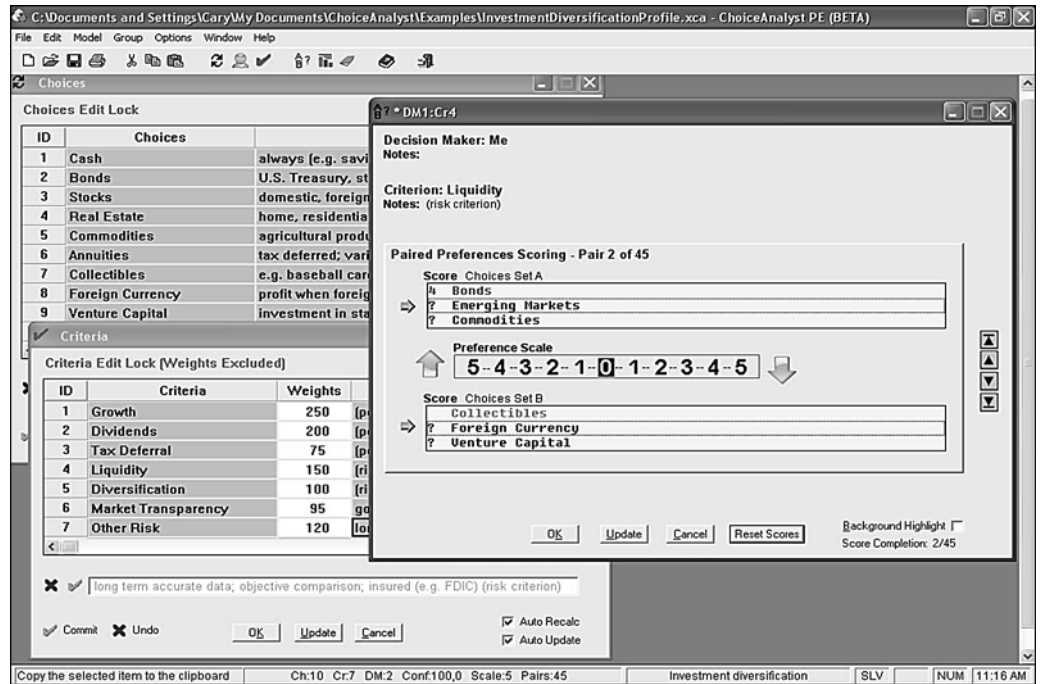 C:\Documents and Settings\Cary\My Documents\ChoiceAnalyst\Examples\InvestmentDiversificationProfile.xca - ChoiceAnalyst PE (BETA)
File Edit Model Group Options Window Help
Choices
Choices Edit Lock
ID Choices
1 Cash always (e.g. savi
2 Bonds U.S. Treasury, st
3 Stocks domestic, foreign
4 Real Estate home, residentia
5 Commodities agricultural produ
6 Annuities tax deferred; vari
7 Collectibles e.g. baseball car
8 Foreign Currency profit when foreig
9 Venture Capital investment in sta
Criteria
Criteria Edit Lock (Weights Excluded)
ID Criteria Weights
1 Growth 250 (p
2 Dividends 200 (p
3 Tax Deferral 75 (p
4 Liquidity 150 (ri
5 Diversification 100 (ri
6 Market Transparency 95 go
7 Other Risk 120 lon
long term accurate data; objective comparison; insured (e.g. FDIC) (risk criterion)
Commit Undo OK Update Cancel
Auto Recalc
Auto Update
* DM1:Cr4
Decision Maker: Me
Notes:
Criterion: Liquidity
Notes: (risk criterion)
Paired Preferences Scoring - Pair 2 of 45
Score Choices Set A
4 Bonds
? Emerging Markets
? Commodities
Preference Scale
5--4--3--2--1--0--1--2--3--4--5
Score Choices Set B
Collectibles
? Foreign Currency
? Venture Capital
OK Update Cancel Reset Scores
Background Highlight
Score Completion: 2/45
Copy the selected item to the clipboard Ch:10 Cr:7 DM:2 Conf:100,0 Scale:5 Pairs:45 Investment diversification SLV NUM 11:16 AM